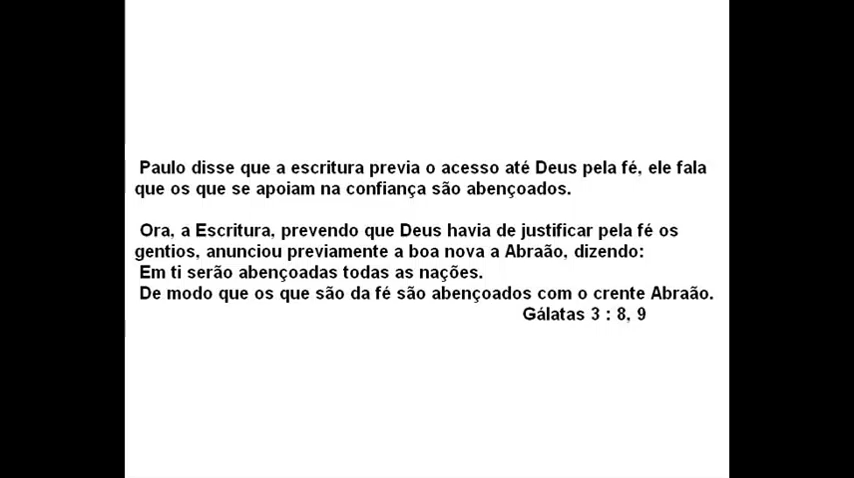 Paulo disse que a escritura previa o acesso até Deus pela fé, ele fala
que os que se apoiam na confiança são abençoados.
Ora, a Escritura, prevendo que Deus havia de justificar pela fé os
gentios, anunciou previamente a boa nova a Abraão, dizendo:
Em ti serão abençoadas todas as nações.
De modo que os que são da fé são abençoados com o crente Abraão.
Gálatas 3 : 8, 9